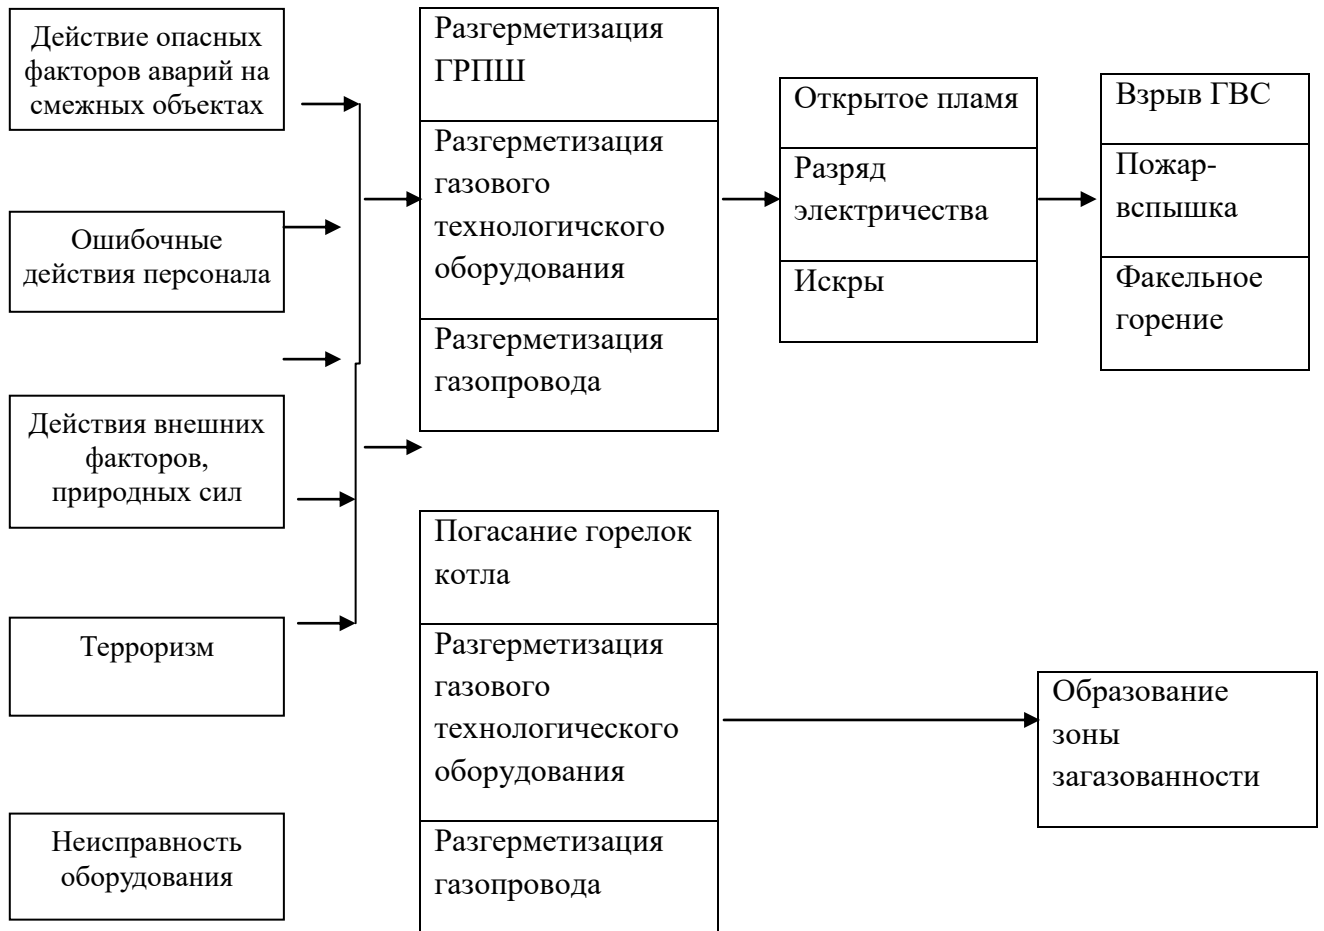 Действие опасных
факторов аварий на
смежных объектах
Ошибочные
действия персонала
Действия внешних
факторов,
природных сил
Терроризм
Неисправность
оборудования
Разгерметизация
ГРПШ
Разгерметизация
газового
технологичского
оборудования
Разгерметизация
газопровода
Погасание горелок
котла
Разгерметизация
газового
технологического
оборудования
Разгерметизация
газопровода
Открытое пламя
Разряд
электричества
Искры
Взрыв ГВС
Пожар-
вспышка
Факельное
горение
Образование
зоны
загазованности